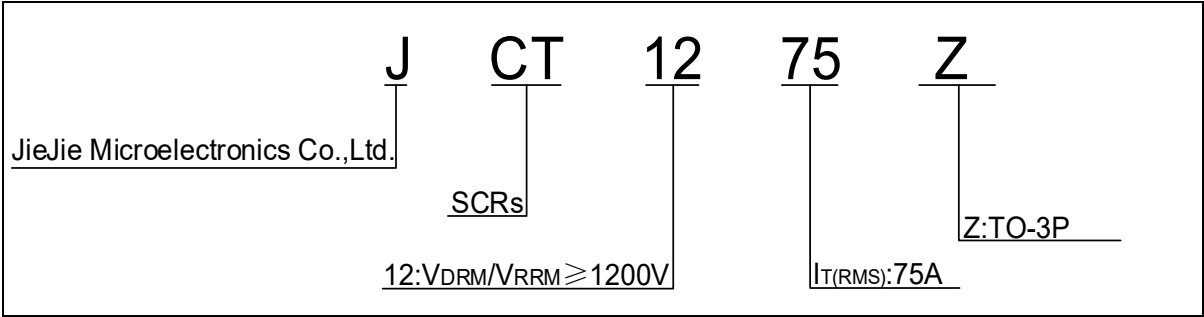 J CT 12 75 Z
JieJie Microelectronics Co.,Ltd.
SCRs
Z:TO-3P
12:VDRM/VRRM≥1200V
IT(RMS):75A